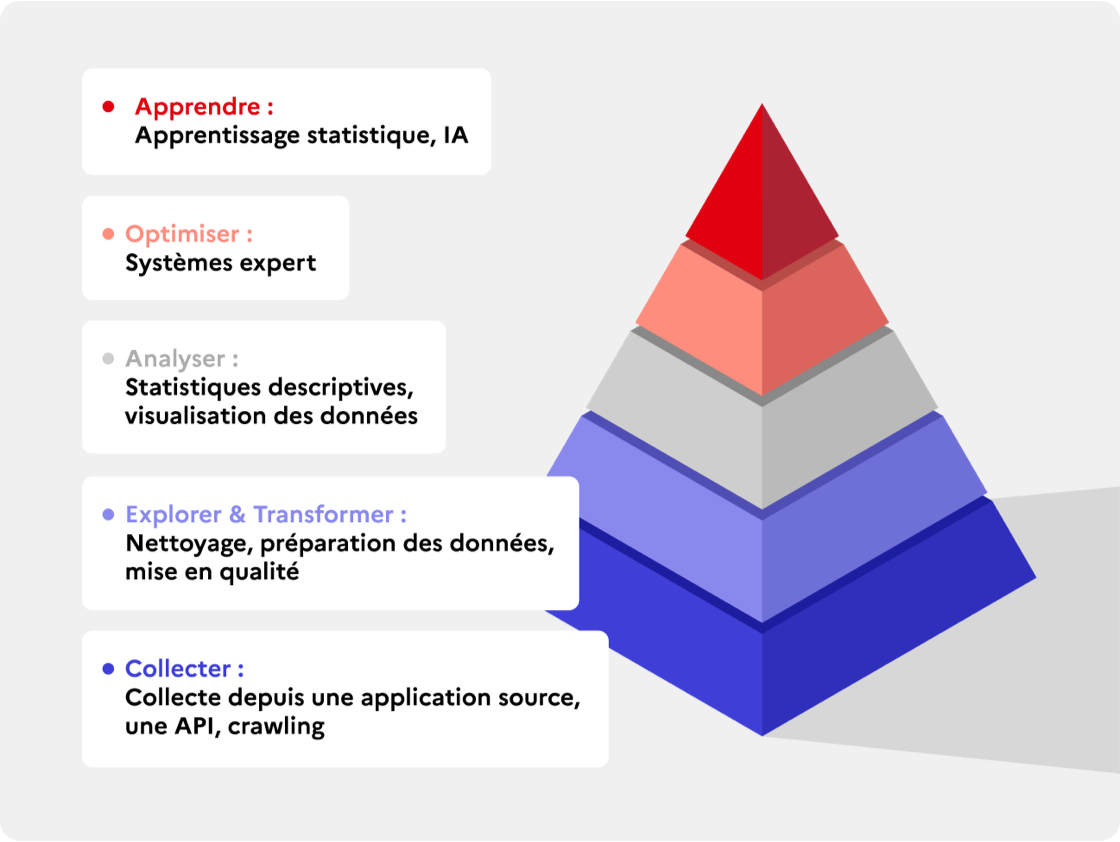 Apprendre :
Apprentissage statistique, IA
Optimiser :
Systèmes expert
Analyser :
Statistiques descriptives,
visualisation des données
Explorer & Transformer :
Nettoyage, préparation des données,
mise en qualité
Collecter :
Collecte depuis une application source,
une API, crawling